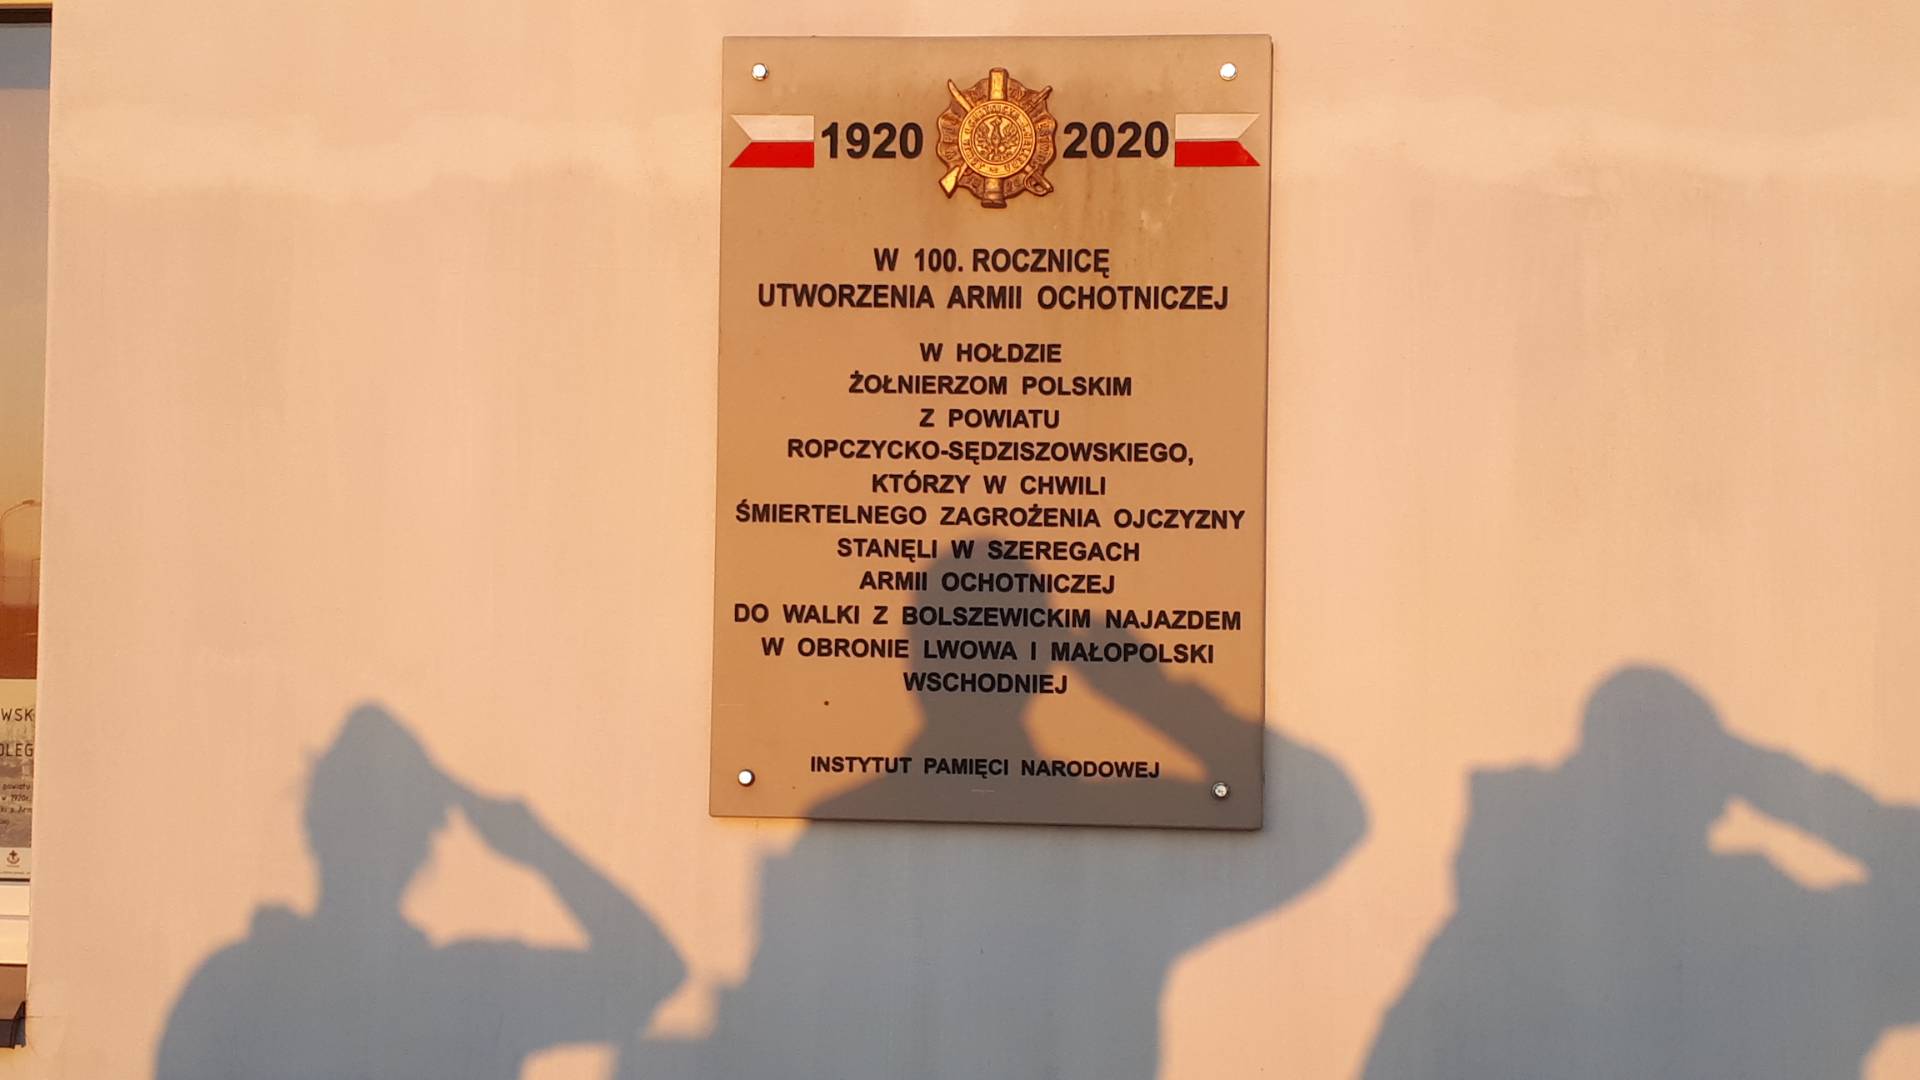 1920 2020
W 100. ROCZNICĘ
UTWORZENIA ARMII OCHOTNICZEJ
W HOŁDZIE
ŻOŁNIERZOM POLSKIM
Z POWIATU
ROPCZYCKO-SĘDZISZOWSKIEGO,
KTÓRZY W CHWILI
ŚMIERTELNEGO ZAGROŻENIA OJCZYZNY
STANĘLI W SZEREGACH
ARMII OCHOTNICZEJ
DO WALKI Z BOLSZEWICKIM NAJAZDEM
W OBRONIE LWOWA I MAŁOPOLSKI
WSCHODNIEJ
INSTYTUT PAMIĘCI NARODOWEJ